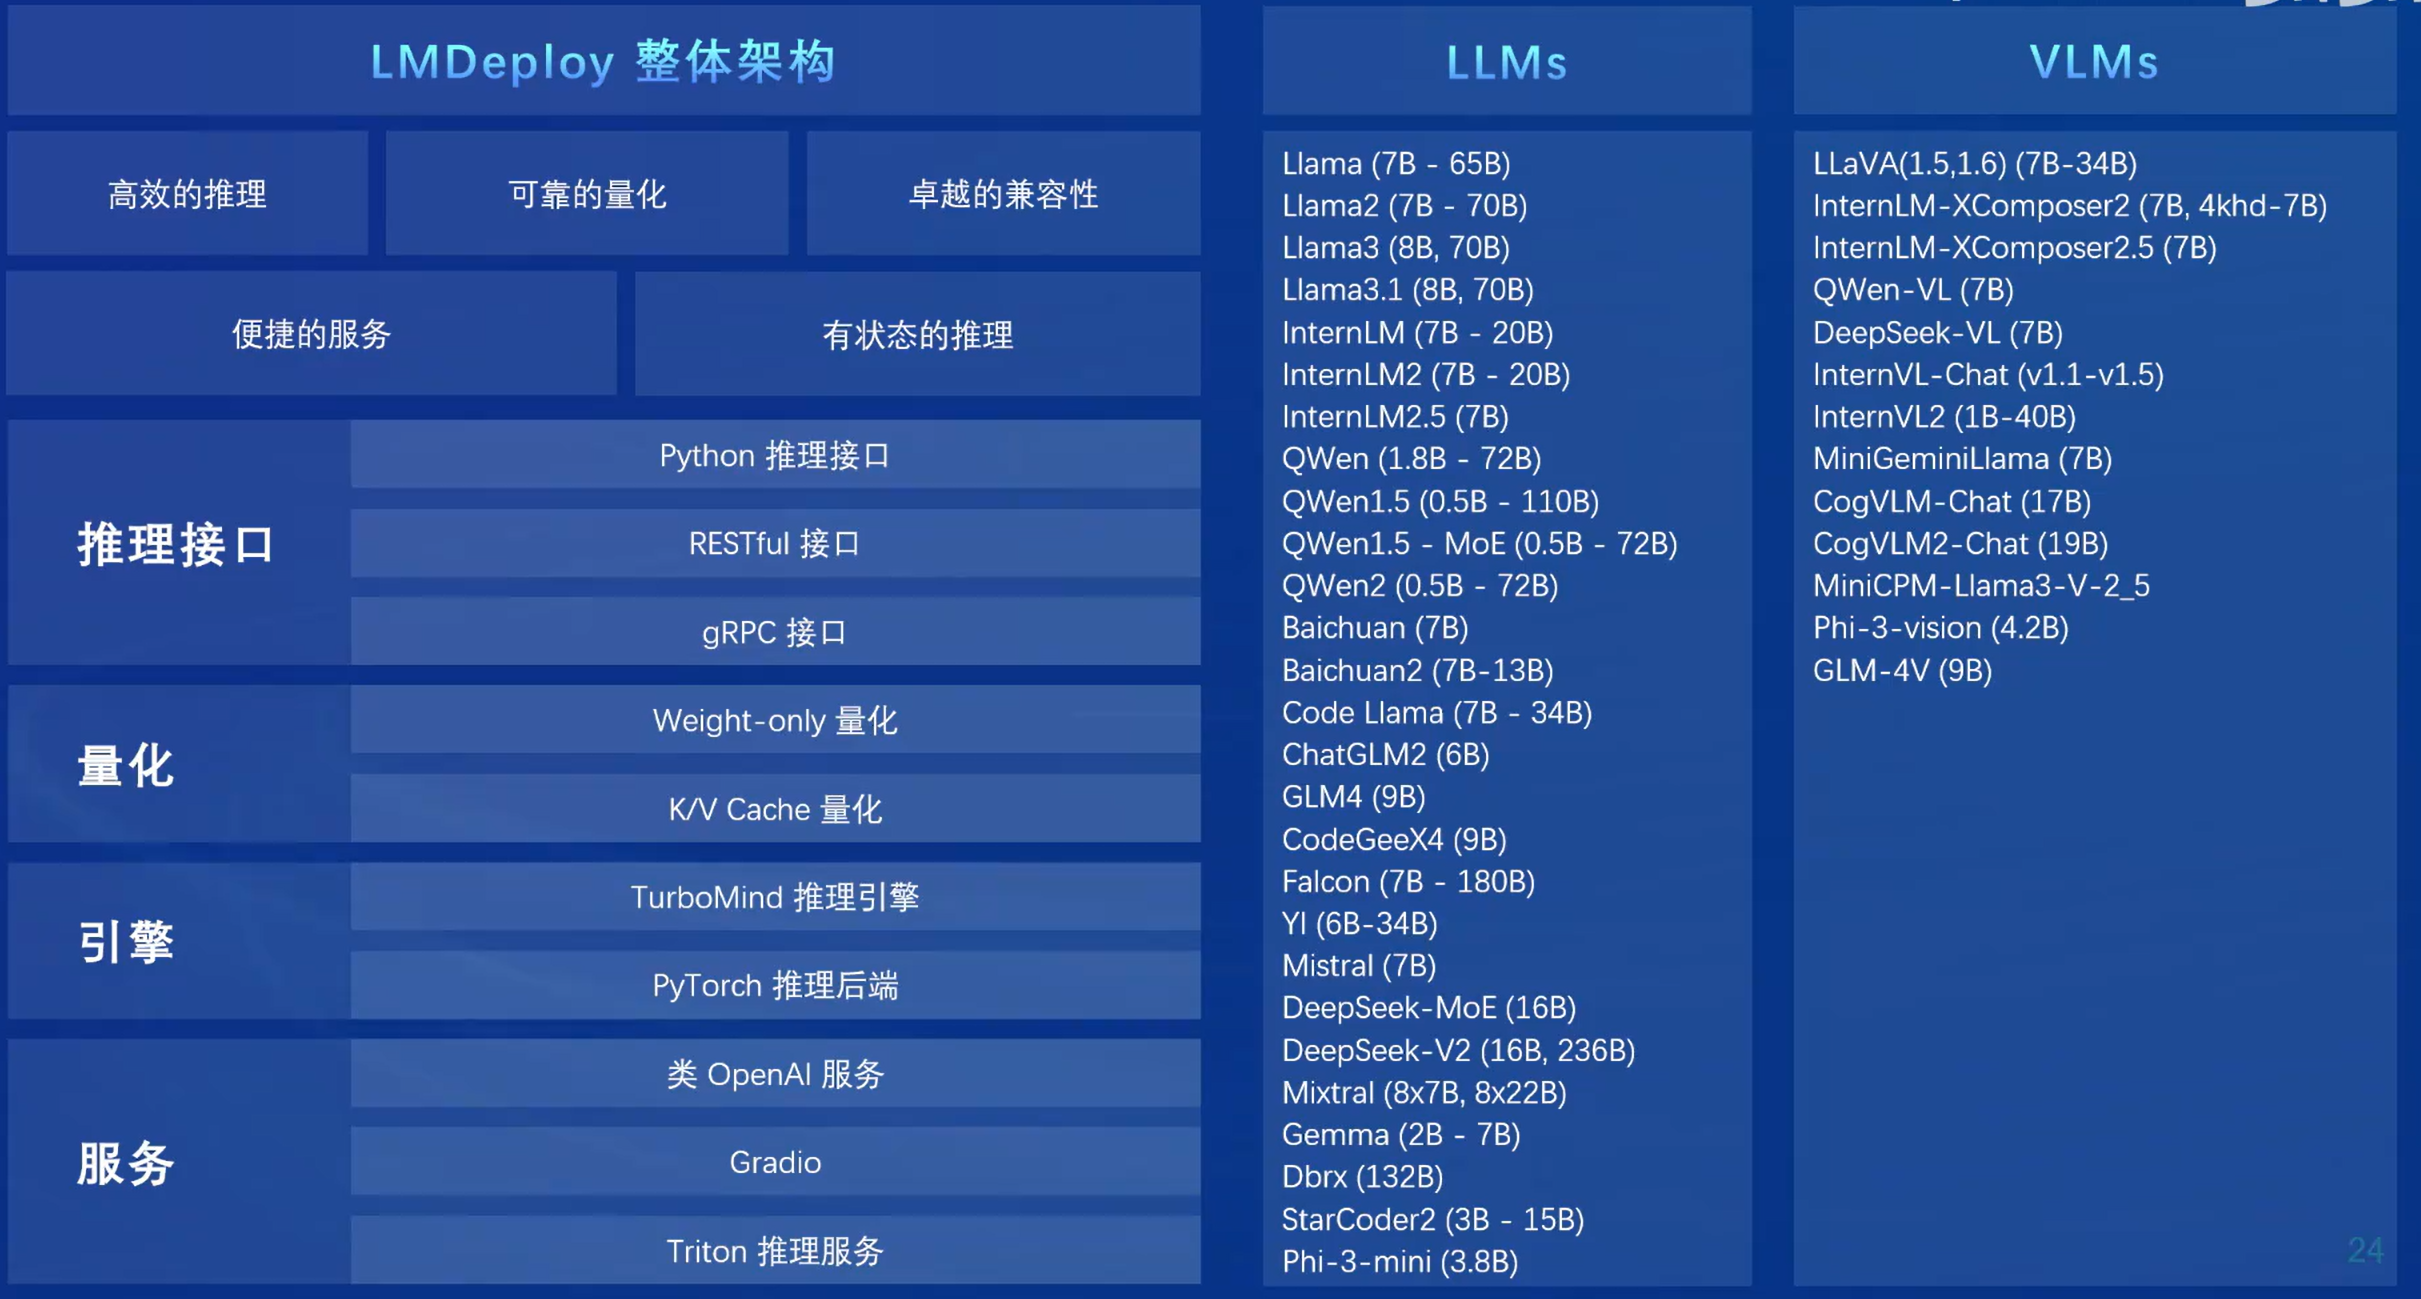 LMDeploy 整体架构
高效的推理
可靠的量化
卓越的兼容性
便捷的服务
有状态的推理
推理接口
Python 推理接口
RESTful 接口
gRPC 接口
量化
Weight-only 量化
K/V Cache 量化
引擎
TurboMind 推理引擎
PyTorch 推理后端
服务
类 OpenAI 服务
Gradio
Triton 推理服务
LLMs
Llama (7B - 65B)
Llama2 (7B - 70B)
Llama3 (8B, 70B)
Llama3.1 (8B, 70B)
InternLM (7B - 20B)
InternLM2 (7B - 20B)
InternLM2.5 (7B)
QWen (1.8B - 72B)
QWen1.5 (0.5B - 110B)
QWen1.5 - MoE (0.5B - 72B)
QWen2 (0.5B - 72B)
Baichuan (7B)
Baichuan2 (7B-13B)
Code Llama (7B - 34B)
ChatGLM2 (6B)
GLM4 (9B)
CodeGeeX4 (9B)
Falcon (7B - 180B)
YI (6B-34B)
Mistral (7B)
DeepSeek-MoE (16B)
DeepSeek-V2 (16B, 236B)
Mixtral (8x7B, 8x22B)
Gemma (2B - 7B)
Dbrx (132B)
StarCoder2 (3B - 15B)
Phi-3-mini (3.8B)
VLMs
LLaVA(1.5,1.6) (7B-34B)
InternLM-XComposer2 (7B, 4khd-7B)
InternLM-XComposer2.5 (7B)
QWen-VL (7B)
DeepSeek-VL (7B)
InternVL-Chat (v1.1-v1.5)
InternVL2 (1B-40B)
MiniGeminiLlama (7B)
CogVLM-Chat (17B)
CogVLM2-Chat (19B)
MiniCPM-Llama3-V-2_5
Phi-3-vision (4.2B)
GLM-4V (9B)
24